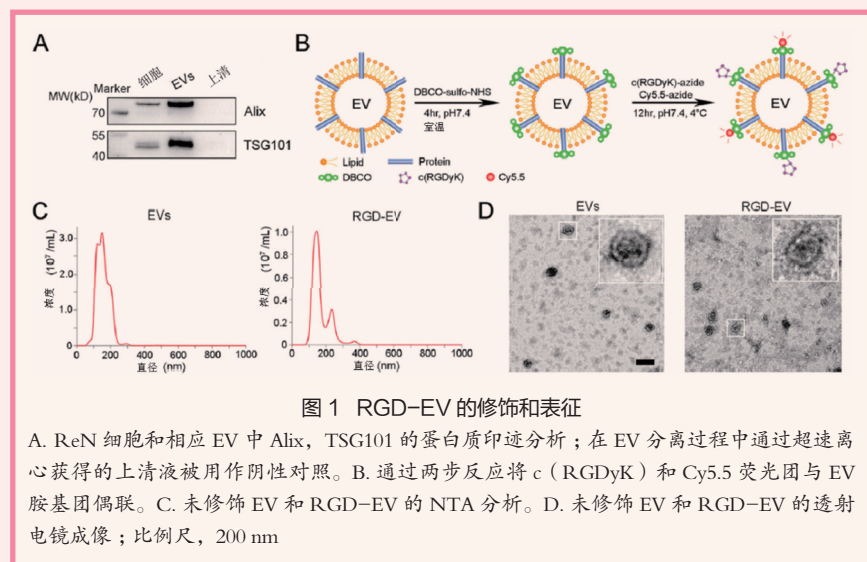 A
细胞
EVs
上清
Marker
MW(kD)
70
Alix
55
40
TSG101
B
EV
DBCO-sulfo-NHS
4hr, pH7.4
室温
EV
c(RGDyK)-azide
Cy5.5-azide
12hr, pH7.4, 4°C
EV
Lipid
Protein
DBCO
c(RGDyK)
Cy5.5
C
EVs
浓度 (10⁷ /mL)
3.0
2.0
1.0
0
0 200 400 600 800 1000
直径 (nm)
RGD-EV
浓度 (10⁷ /mL)
1.0
0.8
0.6
0.4
0.2
0
0 200 400 600 800 1000
直径 (nm)
D
EVs
RGD-EV
图 1 RGD-EV 的修饰和表征
A. ReN 细胞和相应 EV 中 Alix，TSG101 的蛋白质印迹分析；在 EV 分离过程中通过超速离
心获得的上清液被用作阴性对照。B. 通过两步反应将 c（RGDyK）和 Cy5.5 荧光团与 EV
胺基团偶联。C. 未修饰 EV 和 RGD-EV 的 NTA 分析。D. 未修饰 EV 和 RGD-EV 的透射
电镜成像；比例尺，200 nm